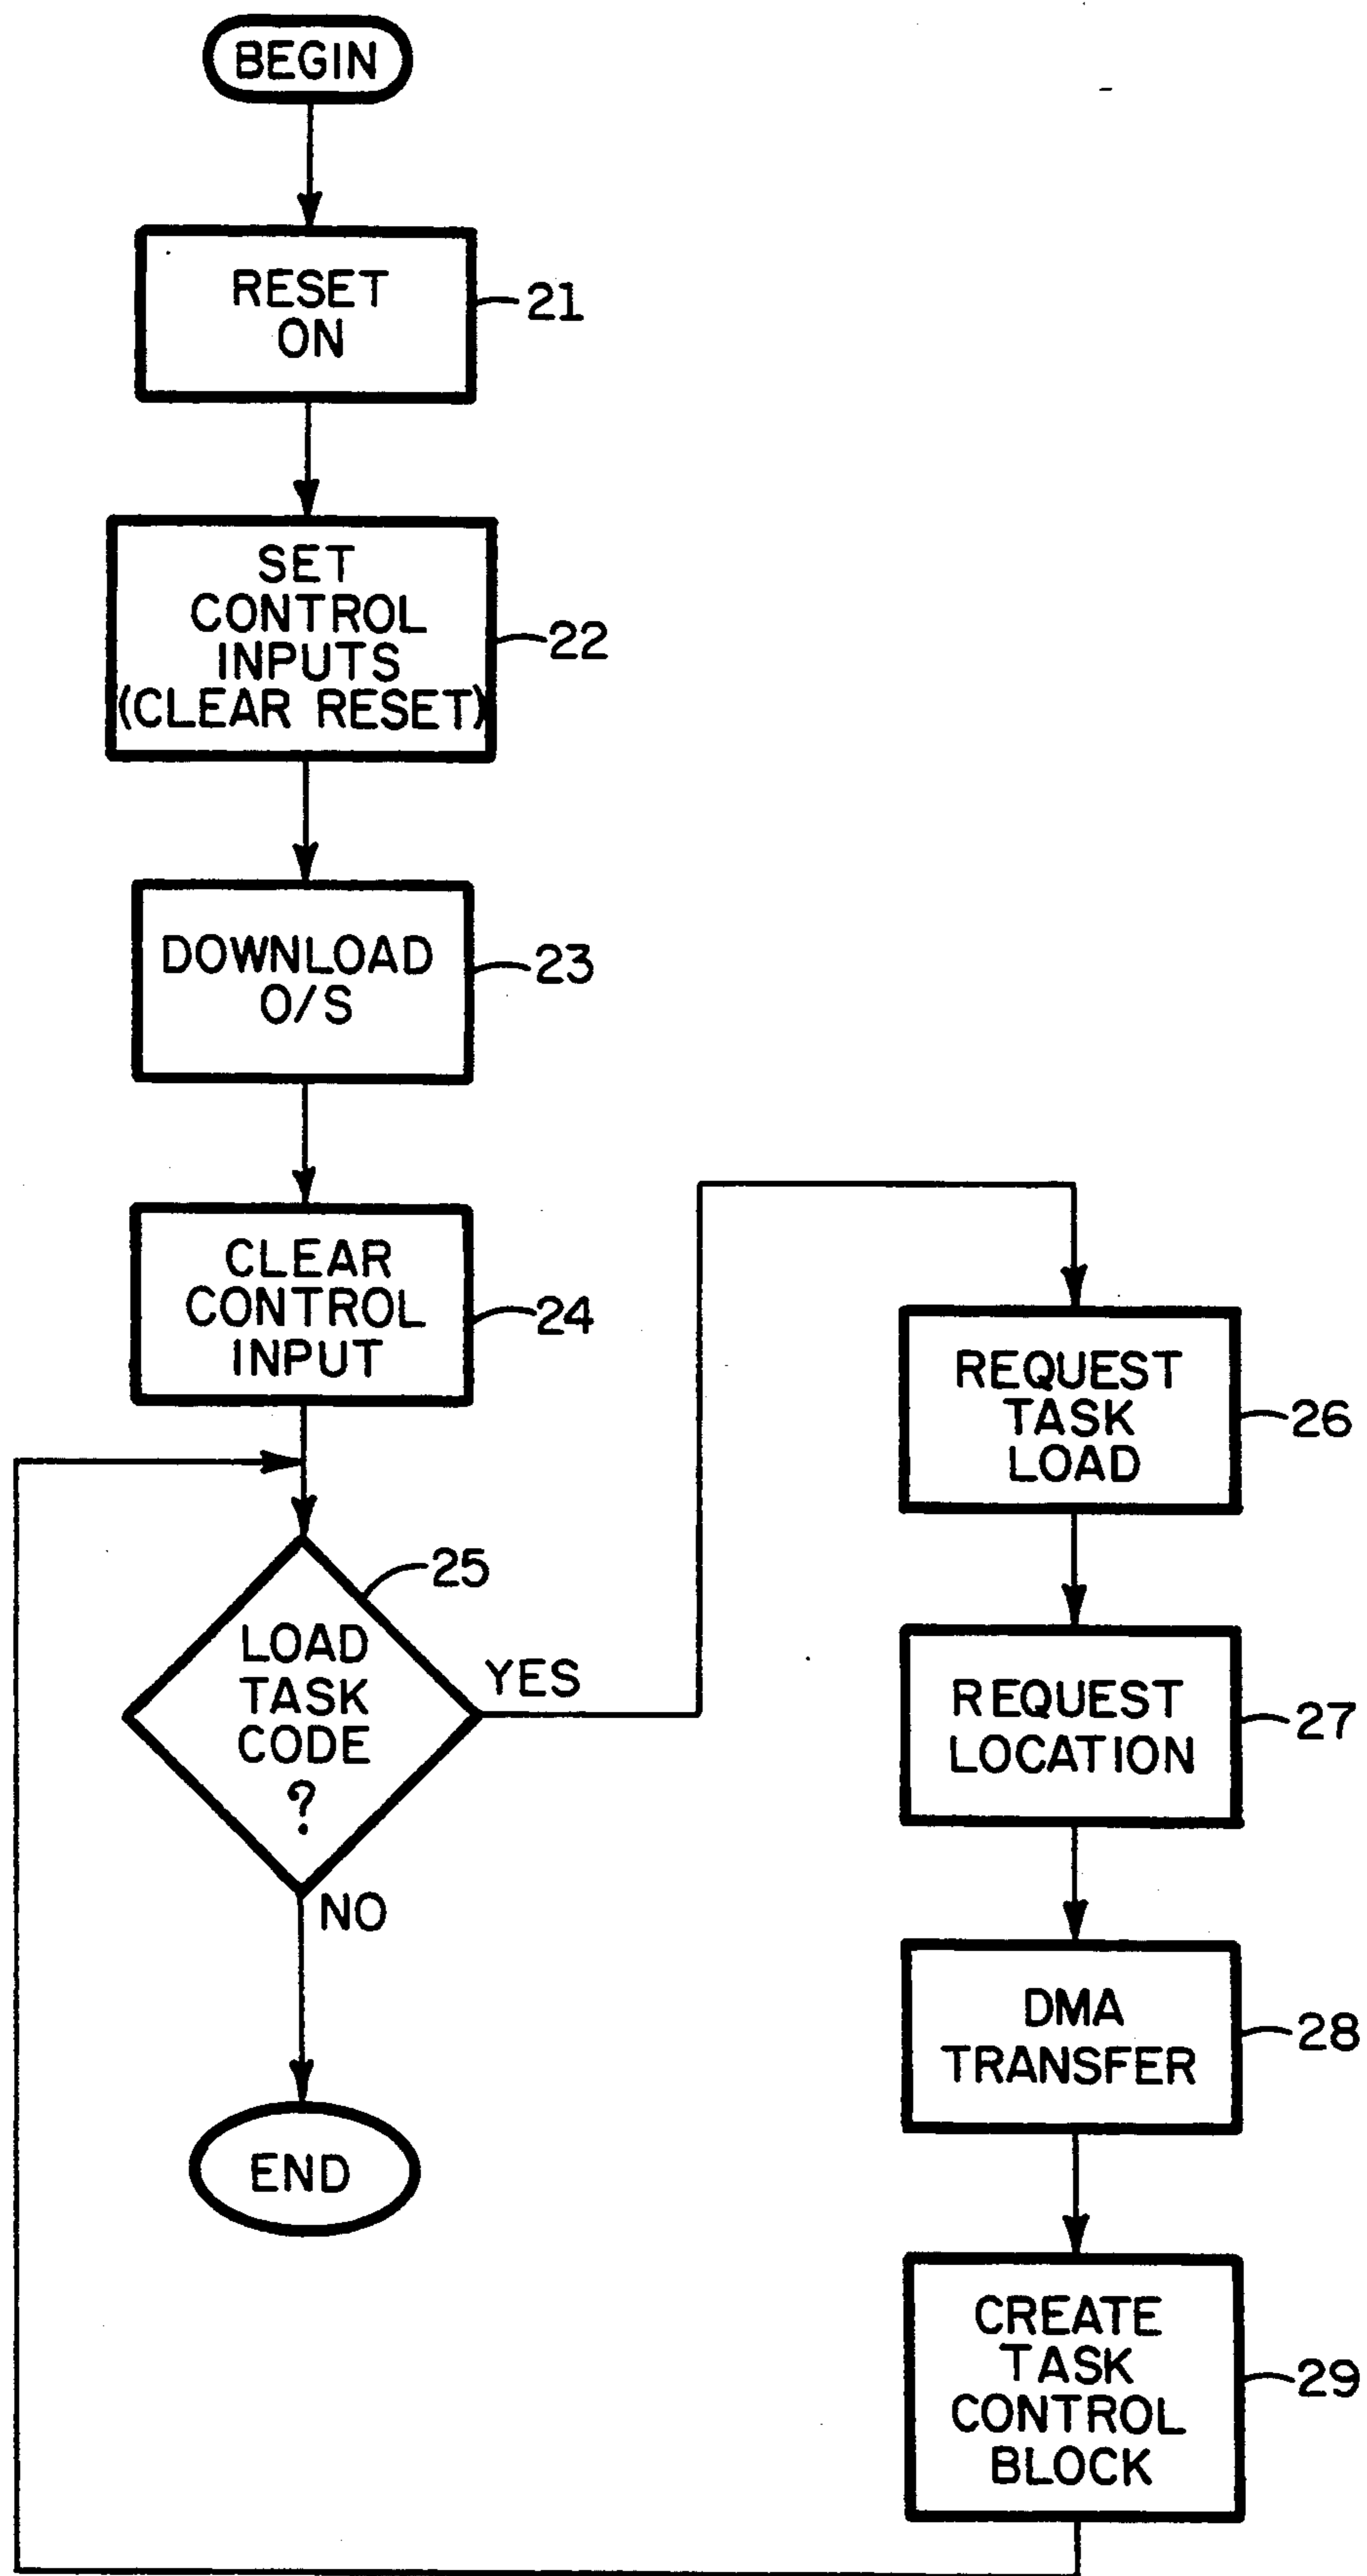 BEGIN
RESET
ON
21
SET
CONTROL
INPUTS
(CLEAR RESET)
22
DOWNLOAD
O/S
23
CLEAR
CONTROL
INPUT
24
LOAD
TASK
CODE
?
25
YES
NO
END
REQUEST
TASK
LOAD
26
REQUEST
LOCATION
27
DMA
TRANSFER
28
CREATE
TASK
CONTROL
BLOCK
29